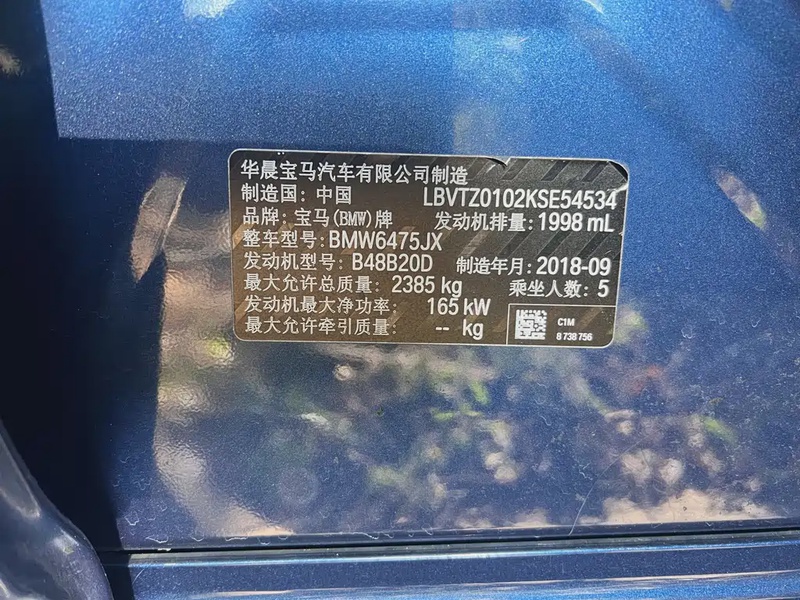 华晨宝马汽车有限公司制造
制造国：中国 LBVTZ0102KSE54534
品牌：宝马(BMW)牌 发动机排量：1998 mL
整车型号：BMW6475JX
发动机型号：B48B20D 制造年月：2018-09
最大允许总质量：2385 kg 乘坐人数：5
发动机最大净功率：165 kW
最大允许牵引质量：-- kg
C1M
8 738 756